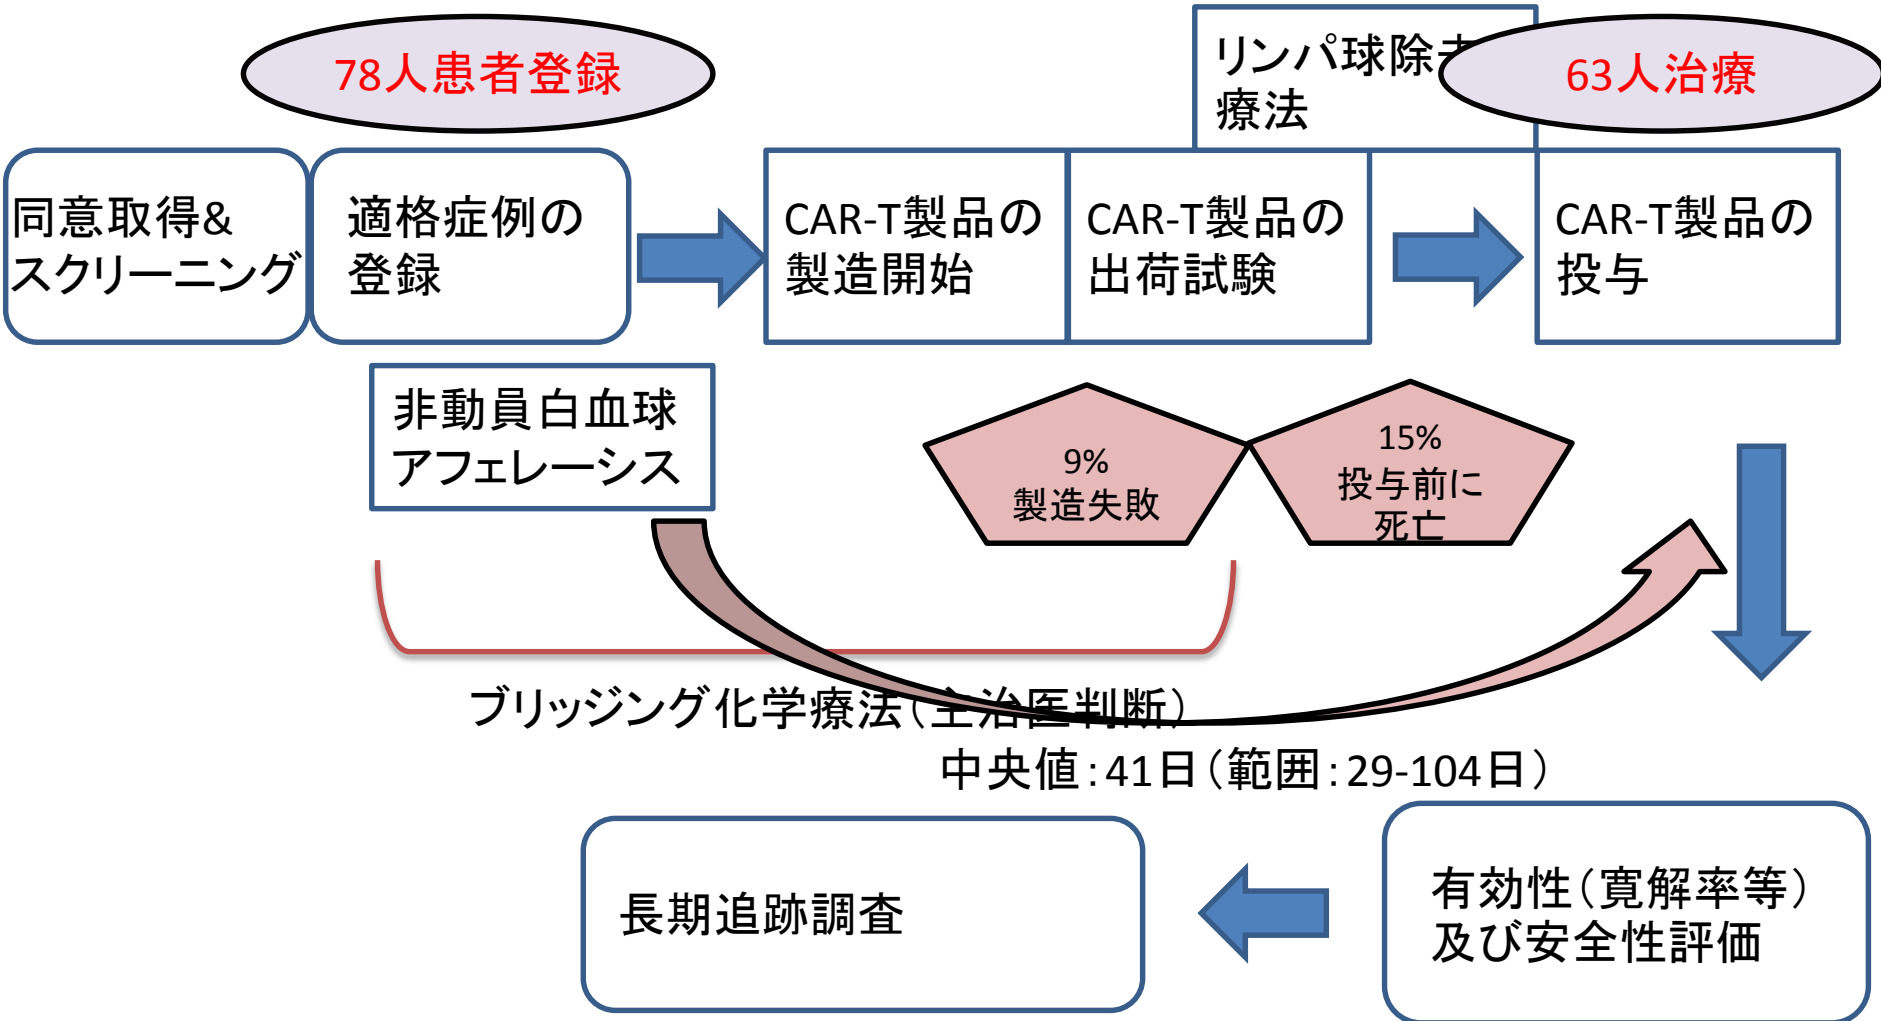 78人患者登録
リンパ球除
療法
63人治療
同意取得&
スクリーニング
適格症例の
登録
CAR-T製品の
製造開始
CAR-T製品の
出荷試験
CAR-T製品の
投与
非動員白血球
アフェレーシス
9%
製造失敗
15%
投与前に
死亡
ブリッジング化学療法（主治医判断）
中央値：41日（範囲：29-104日）
長期追跡調査
有効性（寛解率等）
及び安全性評価